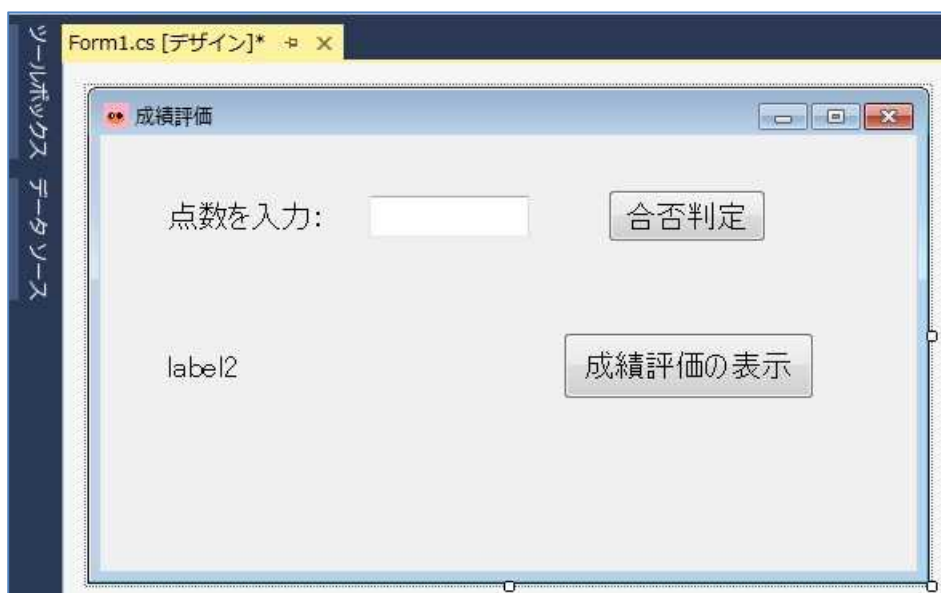 ツールボックス データ ソース
Form1.cs [デザイン]*
成績評価
点数を入力:
合否判定
label2
成績評価の表示